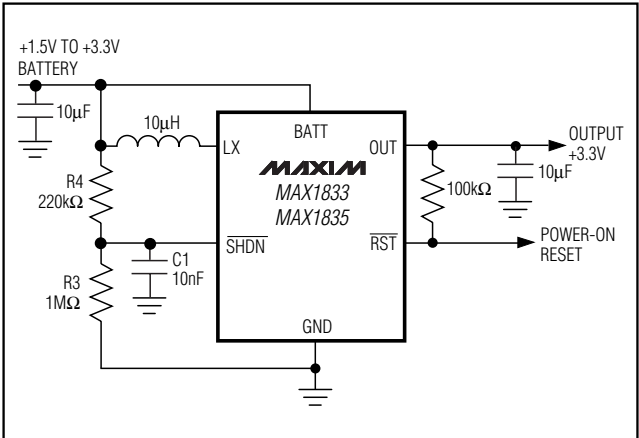 +1.5V TO +3.3V
BATTERY
10µF
10µH
LX
BATT
OUT
OUTPUT
+3.3V
MAXIM
MAX1833
MAX1835
R4
220kΩ
100kΩ
10µF
SHDN
RST
POWER-ON
RESET
C1
10nF
R3
1MΩ
GND